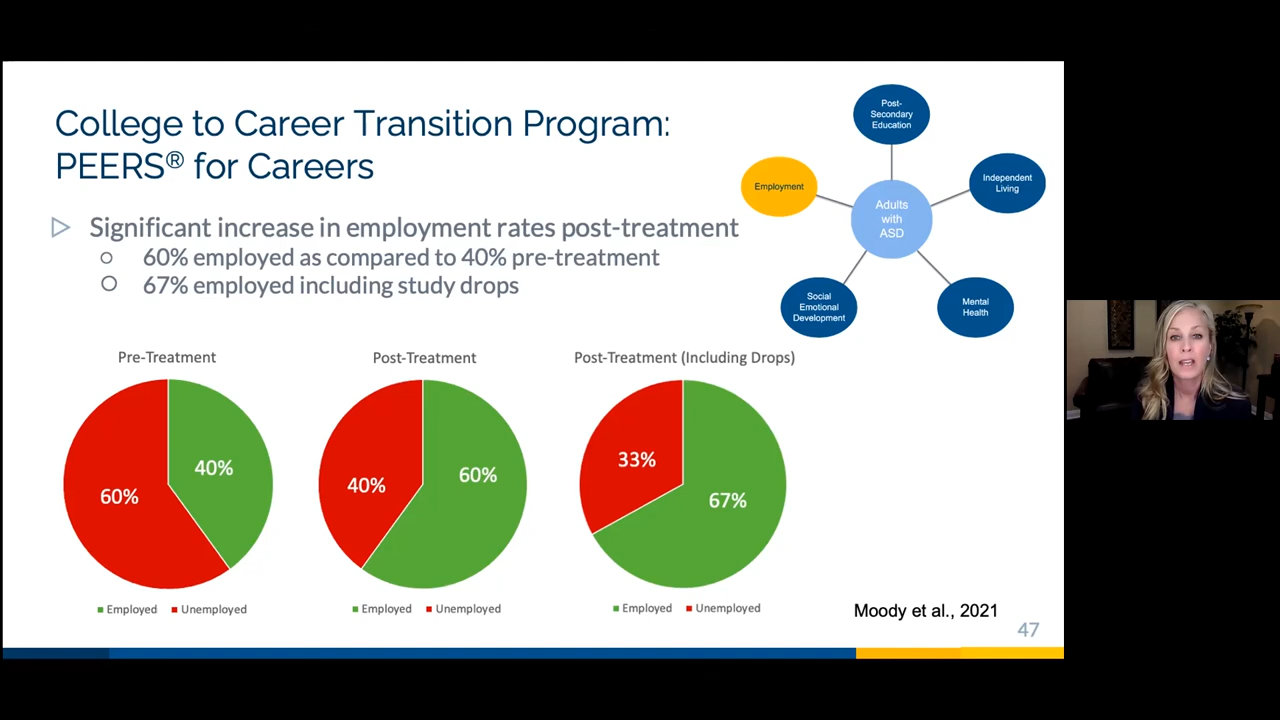 College to Career Transition Program:
PEERS® for Careers
Significant increase in employment rates post-treatment
60% employed as compared to 40% pre-treatment
67% employed including study drops
Post-
Secondary
Education
Employment
Independent
Living
Adults
with
ASD
Social
Emotional
Development
Mental
Health
Pre-Treatment
40%
60%
Employed Unemployed
Post-Treatment
40%
60%
Employed Unemployed
Post-Treatment (Including Drops)
33%
67%
Employed Unemployed
Moody et al., 2021
47